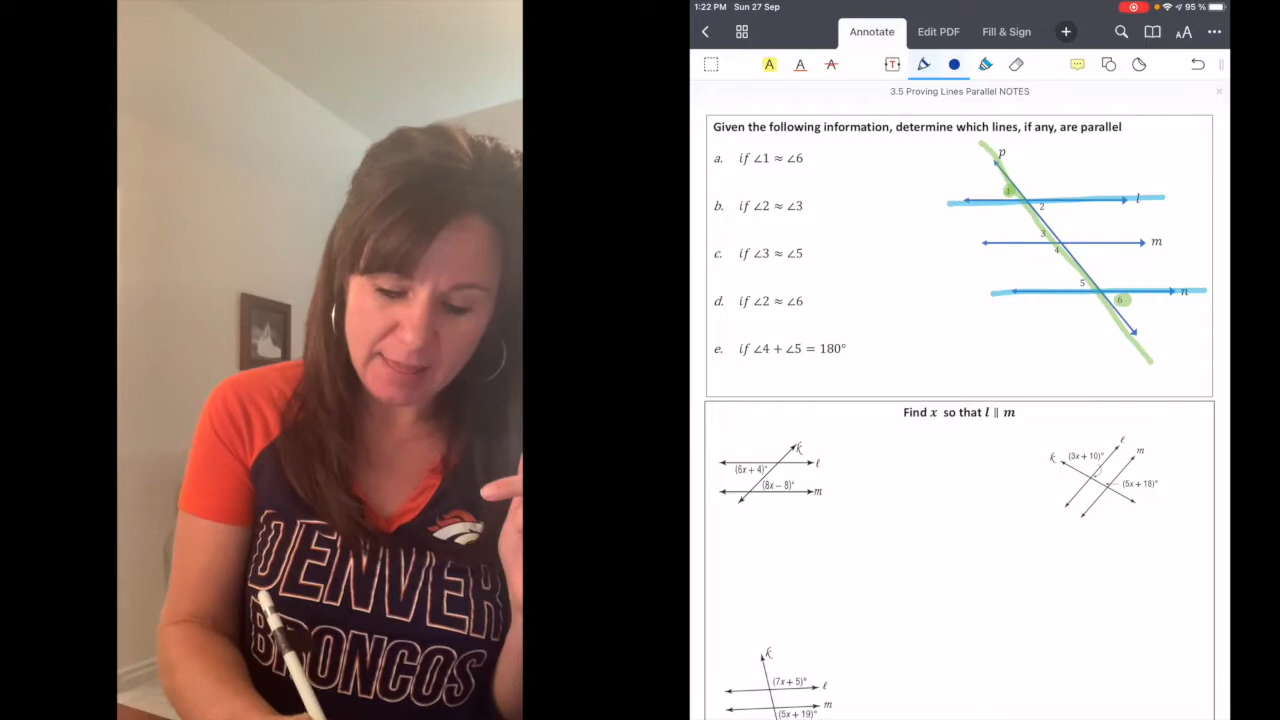 1:22 PM Sun 27 Sep
95 %
Annotate
Edit PDF
Fill & Sign
AA
A
A
A
T
3.5 Proving Lines Parallel NOTES
Given the following information, determine which lines, if any, are parallel
a. if ∠1 ≈ ∠6
b. if ∠2 ≈ ∠3
c. if ∠3 ≈ ∠5
d. if ∠2 ≈ ∠6
e. if ∠4 + ∠5 = 180°
p
1
l
2
3
m
4
5
n
6
Find x so that l ∥ m
k
(6x + 4)°
ℓ
(8x − 8)°
m
ℓ
m
k
(3x + 10)°
(5x + 18)°
k
(7x + 5)°
ℓ
m
(5x + 19)°
DENVER
BRONCOS